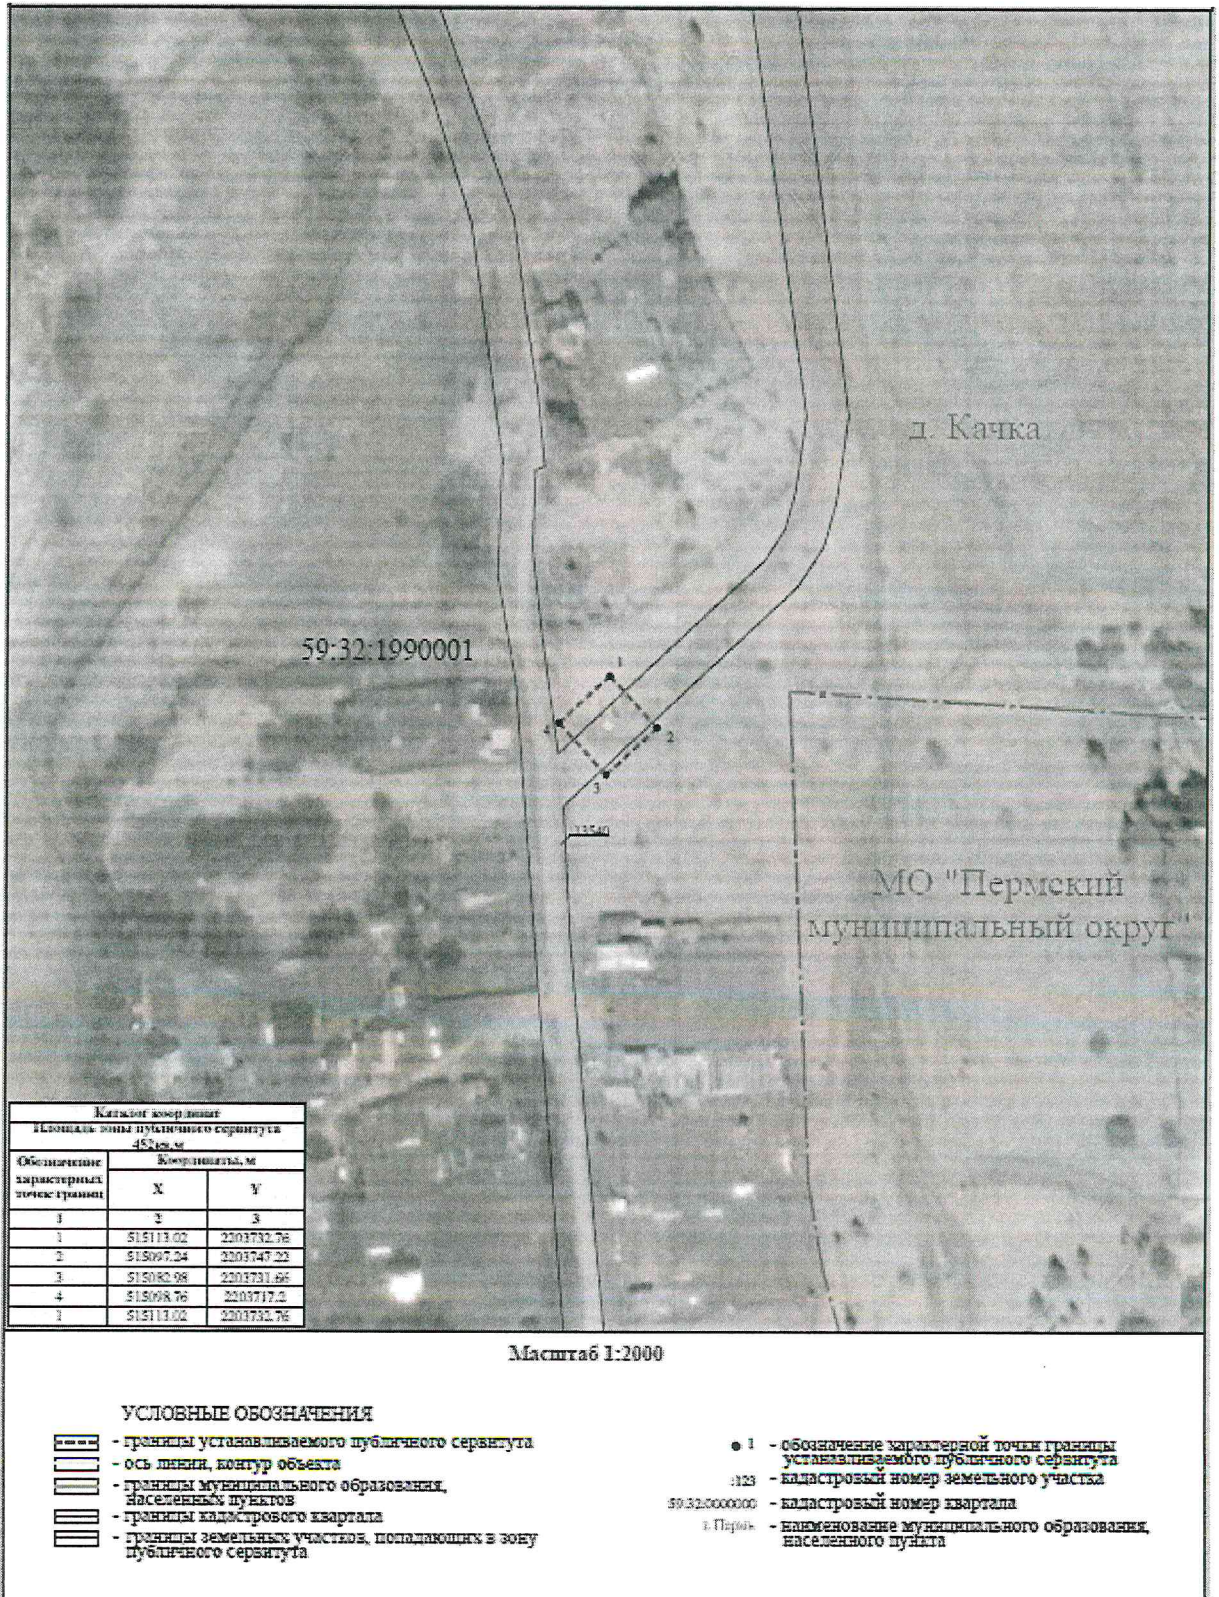 д. Качка
59:32:1990001
1
4
2
3
:13540
МО "Пермский
муниципальный округ"
Каталог координат
Площадь зоны публичного сервитута
452кв.м
Обозначение характерных точек границ
Координаты, м
X Y
1 2 3
1 515113.02 2203732.76
2 515097.24 2203747.22
3 515082.98 2203731.66
4 515098.76 2203717.2
1 515113.02 2203732.76
Масштаб 1:2000
УСЛОВНЫЕ ОБОЗНАЧЕНИЯ
- границы устанавливаемого публичного сервитута
- ось линии, контур объекта
- границы муниципального образования,
населенных пунктов
- границы кадастрового квартала
- границы земельных участков, попадающих в зону
публичного сервитута
1 - обозначение характерной точки границы
устанавливаемого публичного сервитута
:123 - кадастровый номер земельного участка
59:32:0000000 - кадастровый номер квартала
г. Пермь - наименование муниципального образования,
населенного пункта